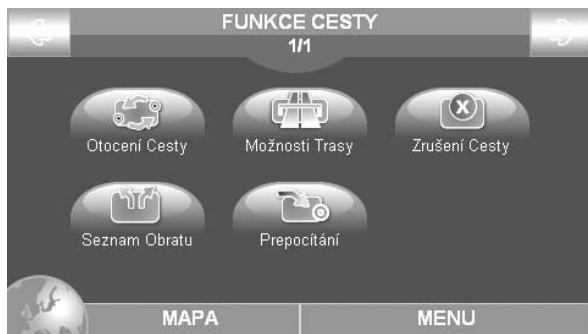 FUNKCE CESTY
1/1
Otocení Cesty
Možnosti Trasy
X
Zrušení Cesty
Seznam Obratu
Prepocítání
MAPA
MENU